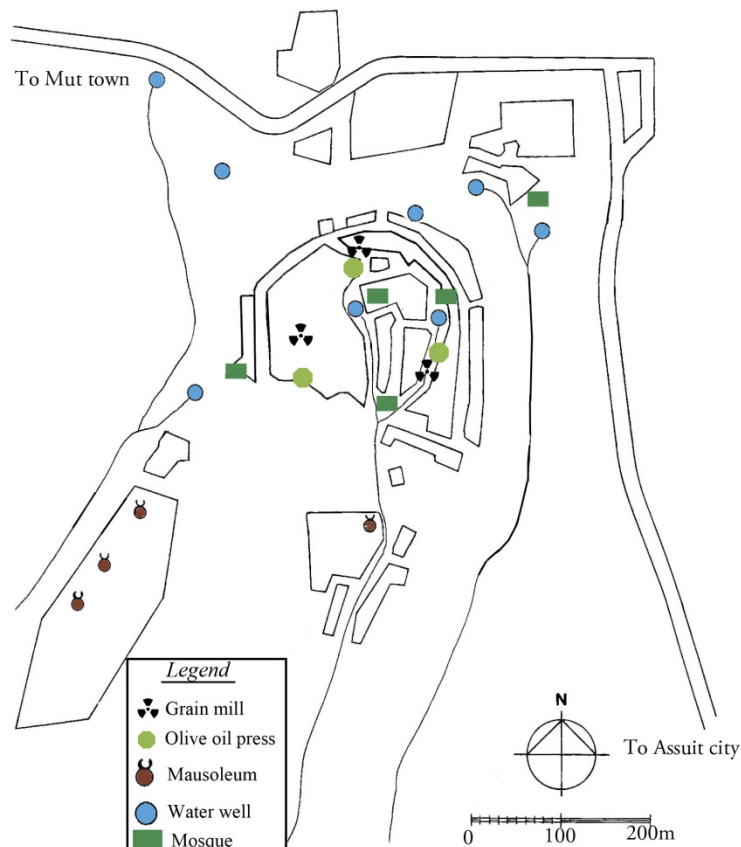 To Mut town
Legend
Grain mill
Olive oil press
Mausoleum
Water well
Mosque
N
To Assuit city
0 100 200m